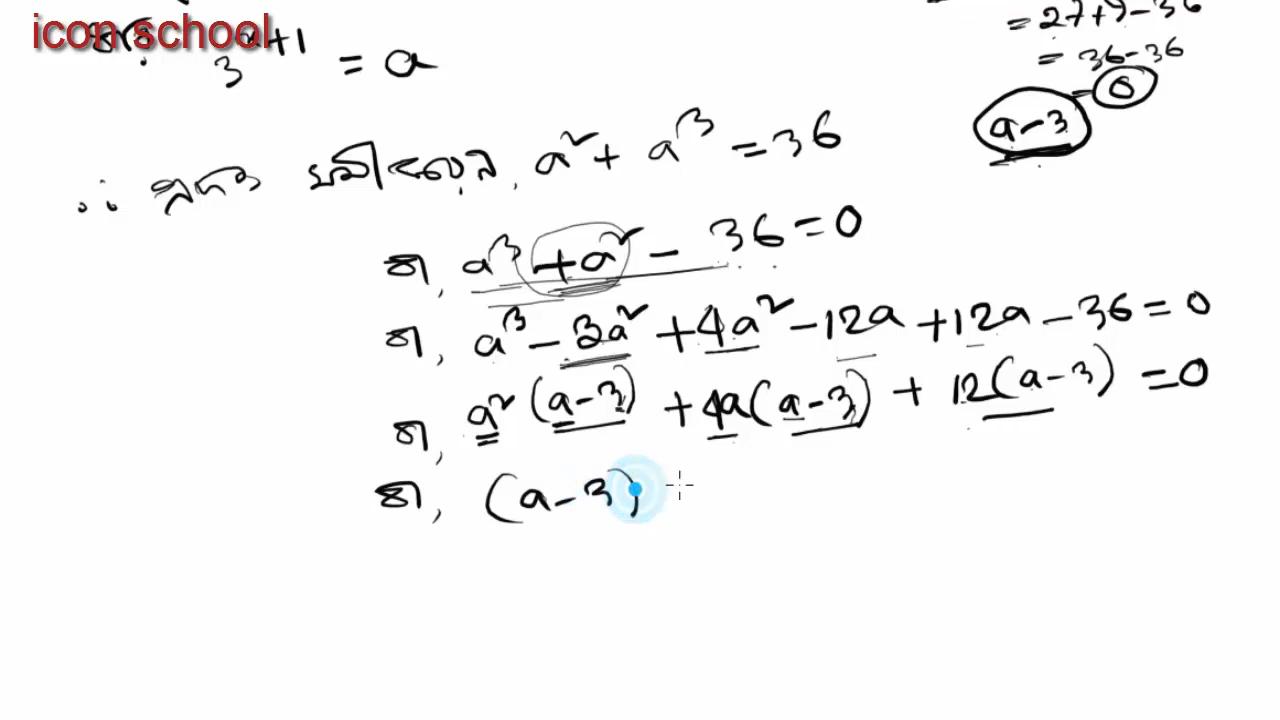 icon school
ধরি, 3^{x+1} = a
= 27+9-36
= 36-36
= 0
a-3
∴ প্রদত্ত সমীকরণ, a² + a³ = 36
বা, a³ + a² - 36 = 0
বা, a³ - 3a² + 4a² - 12a + 12a - 36 = 0
বা, a² (a-3) + 4a (a-3) + 12 (a-3) = 0
বা, (a-3)